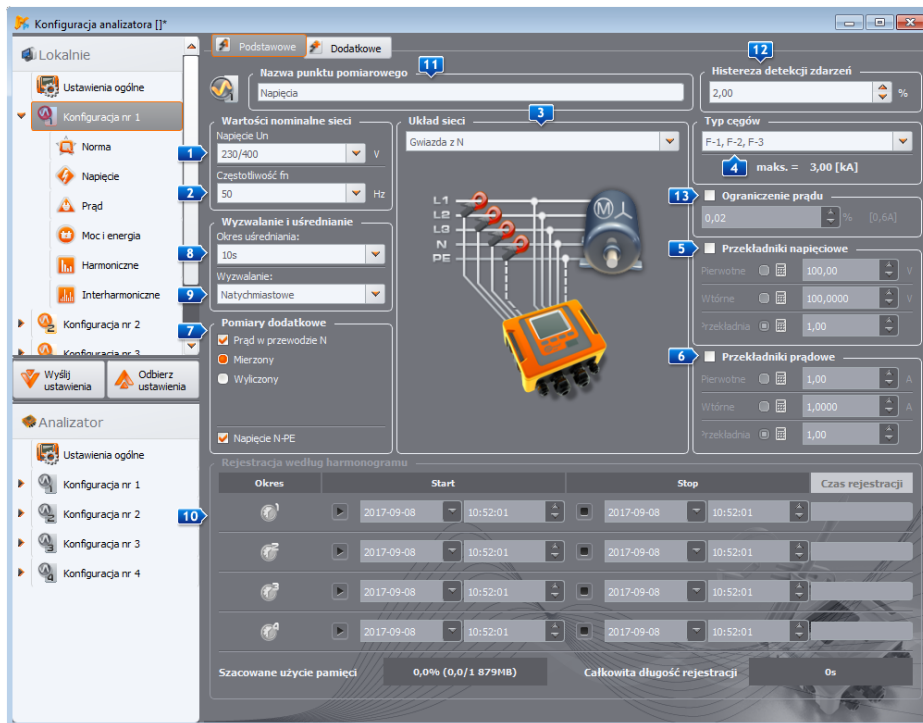 Konfiguracja analizatora []*
Lokalnie
Ustawienia ogólne
Konfiguracja nr 1
Norma
Napięcie
Prąd
Moc i energia
Harmoniczne
Interharmoniczne
Konfiguracja nr 2
Konfiguracja nr 3
Wyślij ustawienia
Odbierz ustawienia
Analizator
Ustawienia ogólne
Konfiguracja nr 1
Konfiguracja nr 2
Konfiguracja nr 3
Konfiguracja nr 4
Podstawowe
Dodatkowe
11
Nazwa punktu pomiarowego
Napięcia
12
Histereza detekcji zdarzeń
2,00 %
Wartości nominalne sieci
Napięcie Un
1 230/400 V
Częstotliwość fn
2 50 Hz
Wyzwalanie i uśrednianie
Okres uśredniania:
8 10s
Wyzwalanie:
9 Natychmiastowe
7 Pomiary dodatkowe
Prąd w przewodzie N
Mierzony
Wyliczony
Napięcie N-PE
Układ sieci 3
Gwiazda z N
L1
L2
L3
N
PE
M
Typ cęgów
F-1, F-2, F-3
4 maks. = 3,00 [kA]
13 Ograniczenie prądu
0,02 % [0,6A]
5 Przekładniki napięciowe
Pierwotne 100,00 V
Wtórne 100,0000 V
Przekładnia 1,00
6 Przekładniki prądowe
Pierwotne 1,00 A
Wtórne 1,0000 A
Przekładnia 1,00
Rejestracja według harmonogramu
Okres Start Stop Czas rejestracji
10 1 2017-09-08 10:52:01 2017-09-08 10:52:01
2 2017-09-08 10:52:01 2017-09-08 10:52:01
3 2017-09-08 10:52:01 2017-09-08 10:52:01
4 2017-09-08 10:52:01 2017-09-08 10:52:01
Szacowane użycie pamięci 0,0% (0,0/1 879MB) Całkowita długość rejestracji 0s